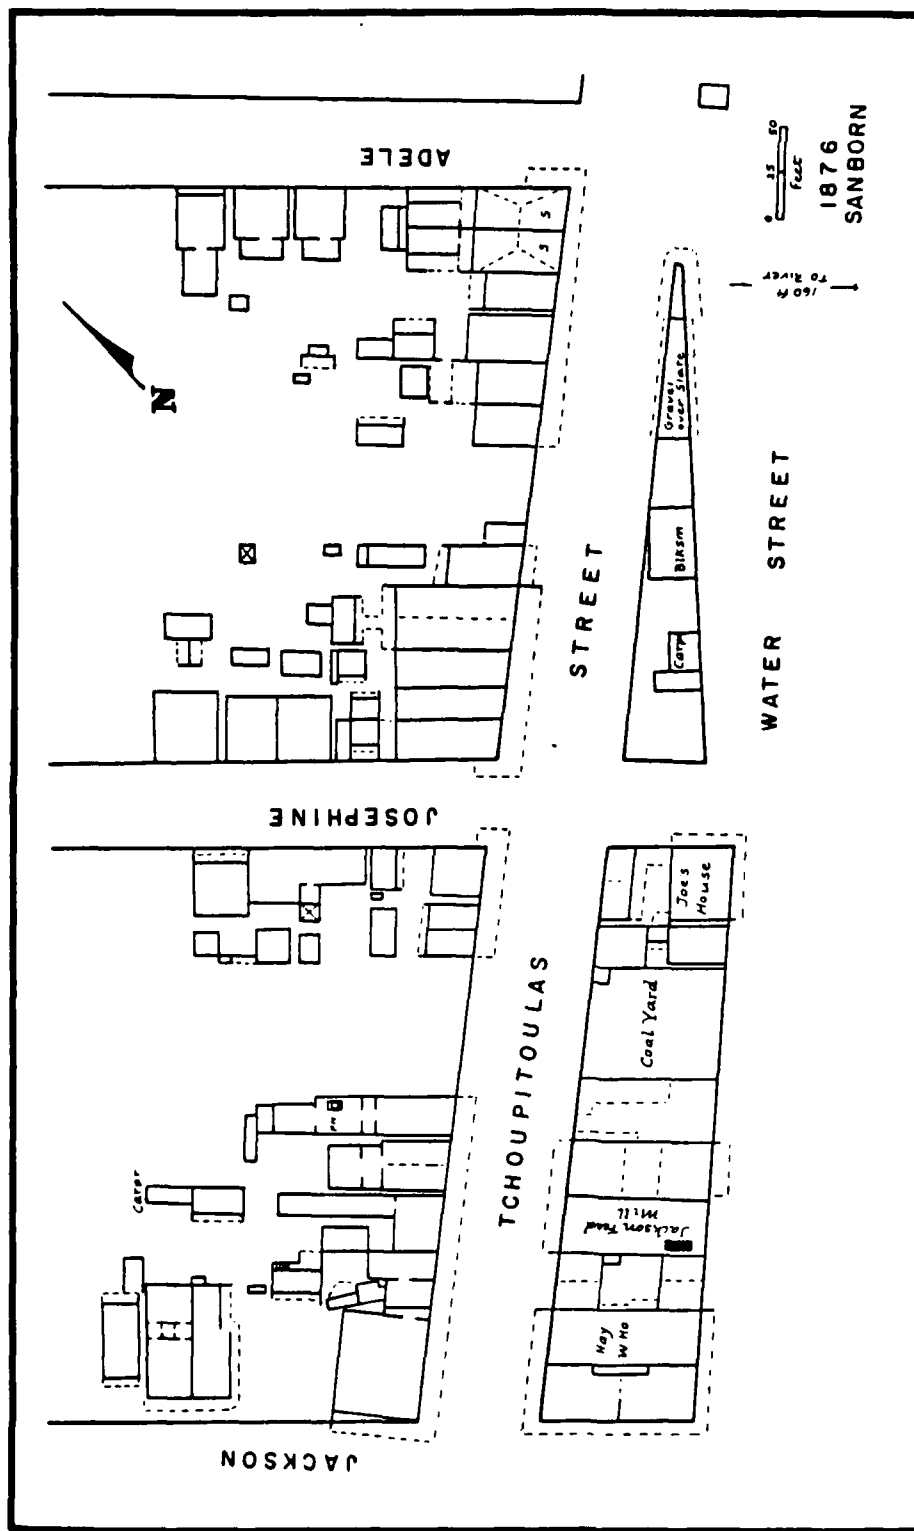 ADELE
0 25 50
Feet
1876
SANBORN
160 ft
TO River
N
S
S
Gravel
over Slate
Blksm
Carp
STREET
WATER STREET
JOSEPHINE
Joes
House
Coal Yard
TCHOUPITOULAS
Carpr
Jackson Feed
Mill
Hay
W Ho
JACKSON